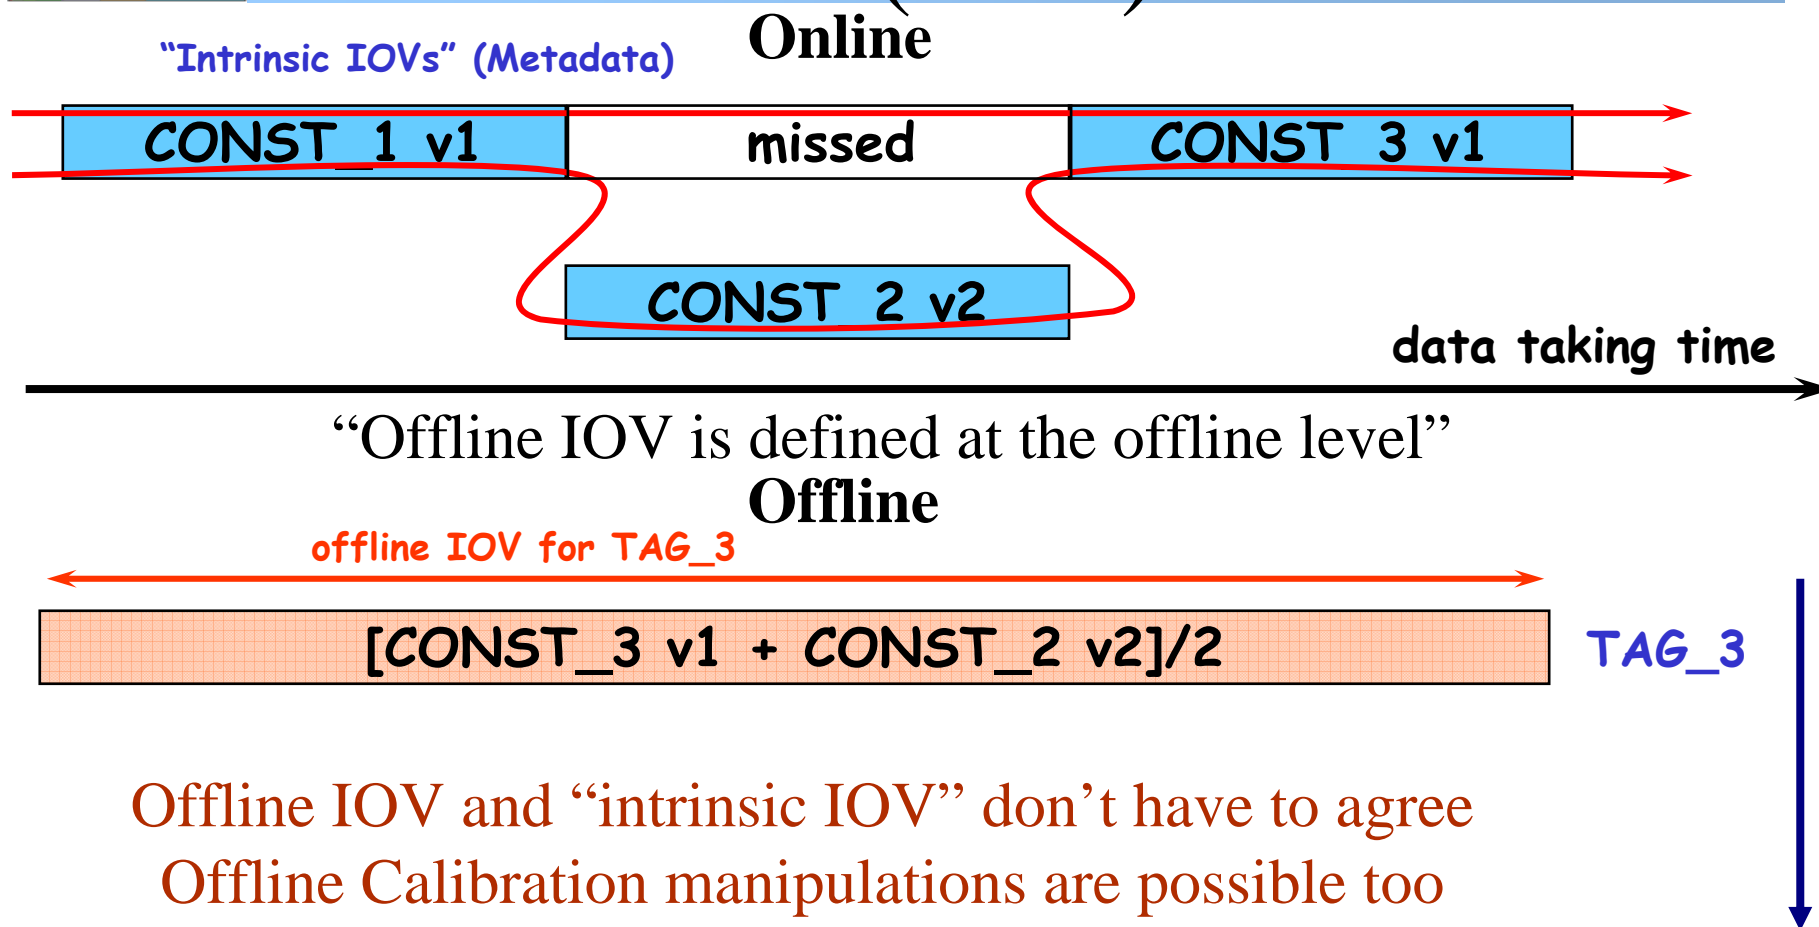 Online
“Intrinsic IOVs” (Metadata)
CONST_1 v1
missed
CONST_3 v1
CONST_2 v2
data taking time
“Offline IOV is defined at the offline level”
Offline
offline IOV for TAG_3
[CONST_3 v1 + CONST_2 v2]/2
TAG_3
Offline IOV and “intrinsic IOV” don’t have to agree
Offline Calibration manipulations are possible too